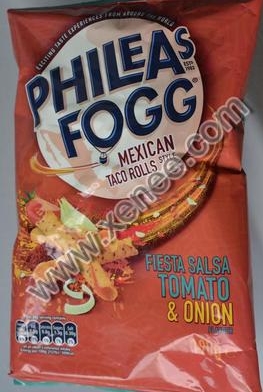 EXCITING TASTE EXPERIENCES FROM AROUND THE WORLD
PHILEAS
FOGG®
ESTD
1982
MEXICAN
STYLE
TACO ROLLS
FIESTA SALSA
TOMATO
& ONION
www.xenee.com